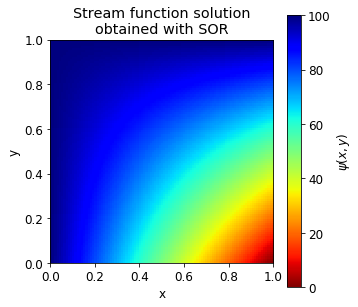 Stream function solution
obtained with SOR
1.0
0.8
0.6
0.4
0.2
0.0
y
0.0 0.2 0.4 0.6 0.8 1.0
x
100
80
60
40
20
0
ψ(x, y)